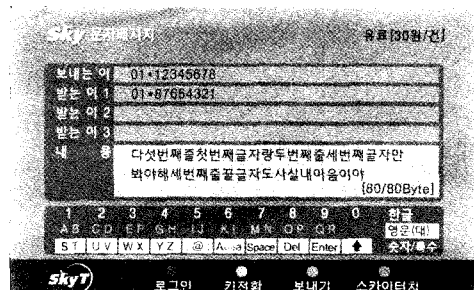 Sky 문자메시지
유료[30원/건]
보내는 이 01*12345678
받는 이 1 01*87654321
받는 이 2
받는 이 3
내 용 다섯번째줄첫번째글자랑두번째줄세번째글자만
봐야해세번째줄끝글자도사실내마음이야
[80/80Byte]
1 2 3 4 5 6 7 8 9 0 한글
AB CD EF GH IJ KL MN OP QR 영문(대)
ST UV WX YZ .@ Space Del Enter ↑ 숫자/특수
SkyT 로그인 키전환 보내기 스카이터치